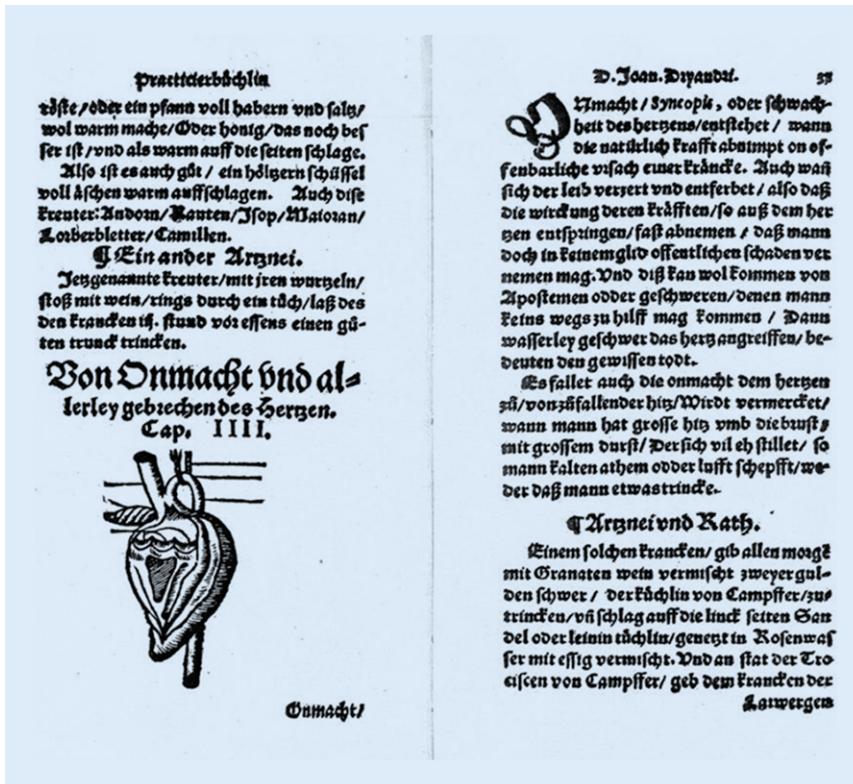 Practicierbüchlin
röste/oder ein pfann voll habern vnd saltz/
wol warm mache/Oder honig/das noch bes
ser ist/vnd als warm auff die seiten schlage.
Also ist es auch gůt/ ein höltzern schüssel
voll åschen warm auffschlagen. Auch dise
kreuter: Andorn/Rauten/Isop/Maioran/
Lorberbletter/Camillen.
¶ Ein ander Artznei.
Jetzgenannte kreuter/mit jren wurtzeln/
stoß mit wein/rings durch ein tůch/laß des
den krancken ij. stund vor essens einen gů-
ten trunck trincken.
Von Onmacht vnd al-
lerley gebrechen des Hertzen.
Cap. IIII.
Onmacht/
D. Joan. Dryandri.
Onmacht/Syncopis, oder schwach-
heit des hertzens/entstehet/ wann
die natürlich krafft abnimpt on of-
fenbarliche vrsach einer kräncke. Auch wañ
sich der leib verzert vnd entferbet/ also daß
die wirckung deren kräfften/so auß dem her
tzen entspringen/fast abnemen/ daß mann
doch in keinem glid offentlichen schaden ver
nemen mag. Vnd diß kan wol kommen von
Apostemen odder geschweren/denen mann
keins wegs zu hilff mag kommen/ Dann
wasserley geschwer das hertz angreiffen/ be-
deuten den gewissen todt.
Es fallet auch die onmacht dem hertzen
zů/von zůfallender hitz/Wirdt vermercket/
wann mann hat grosse hitz vmb die brust/
mit grossem durst/Der sich vil eh stillet/ so
mann kalten athem odder lufft schepfft/we-
der daß mann etwas trincke.
¶ Artznei vnd Rath.
Einem solchen krancken/ gib allen morgẽ
mit Granaten wein vermischt zweyer gul-
den schwer/ der kůchlin von Campffer/zu
trincken/vñ schlag auff die linck seiten San
del oder leinin tůchlin/genetzt in Rosenwas
ser mit essig vermischt. Vnd an stat der Tro
ciscen von Campffer/ geb dem krancken der
Latwergen